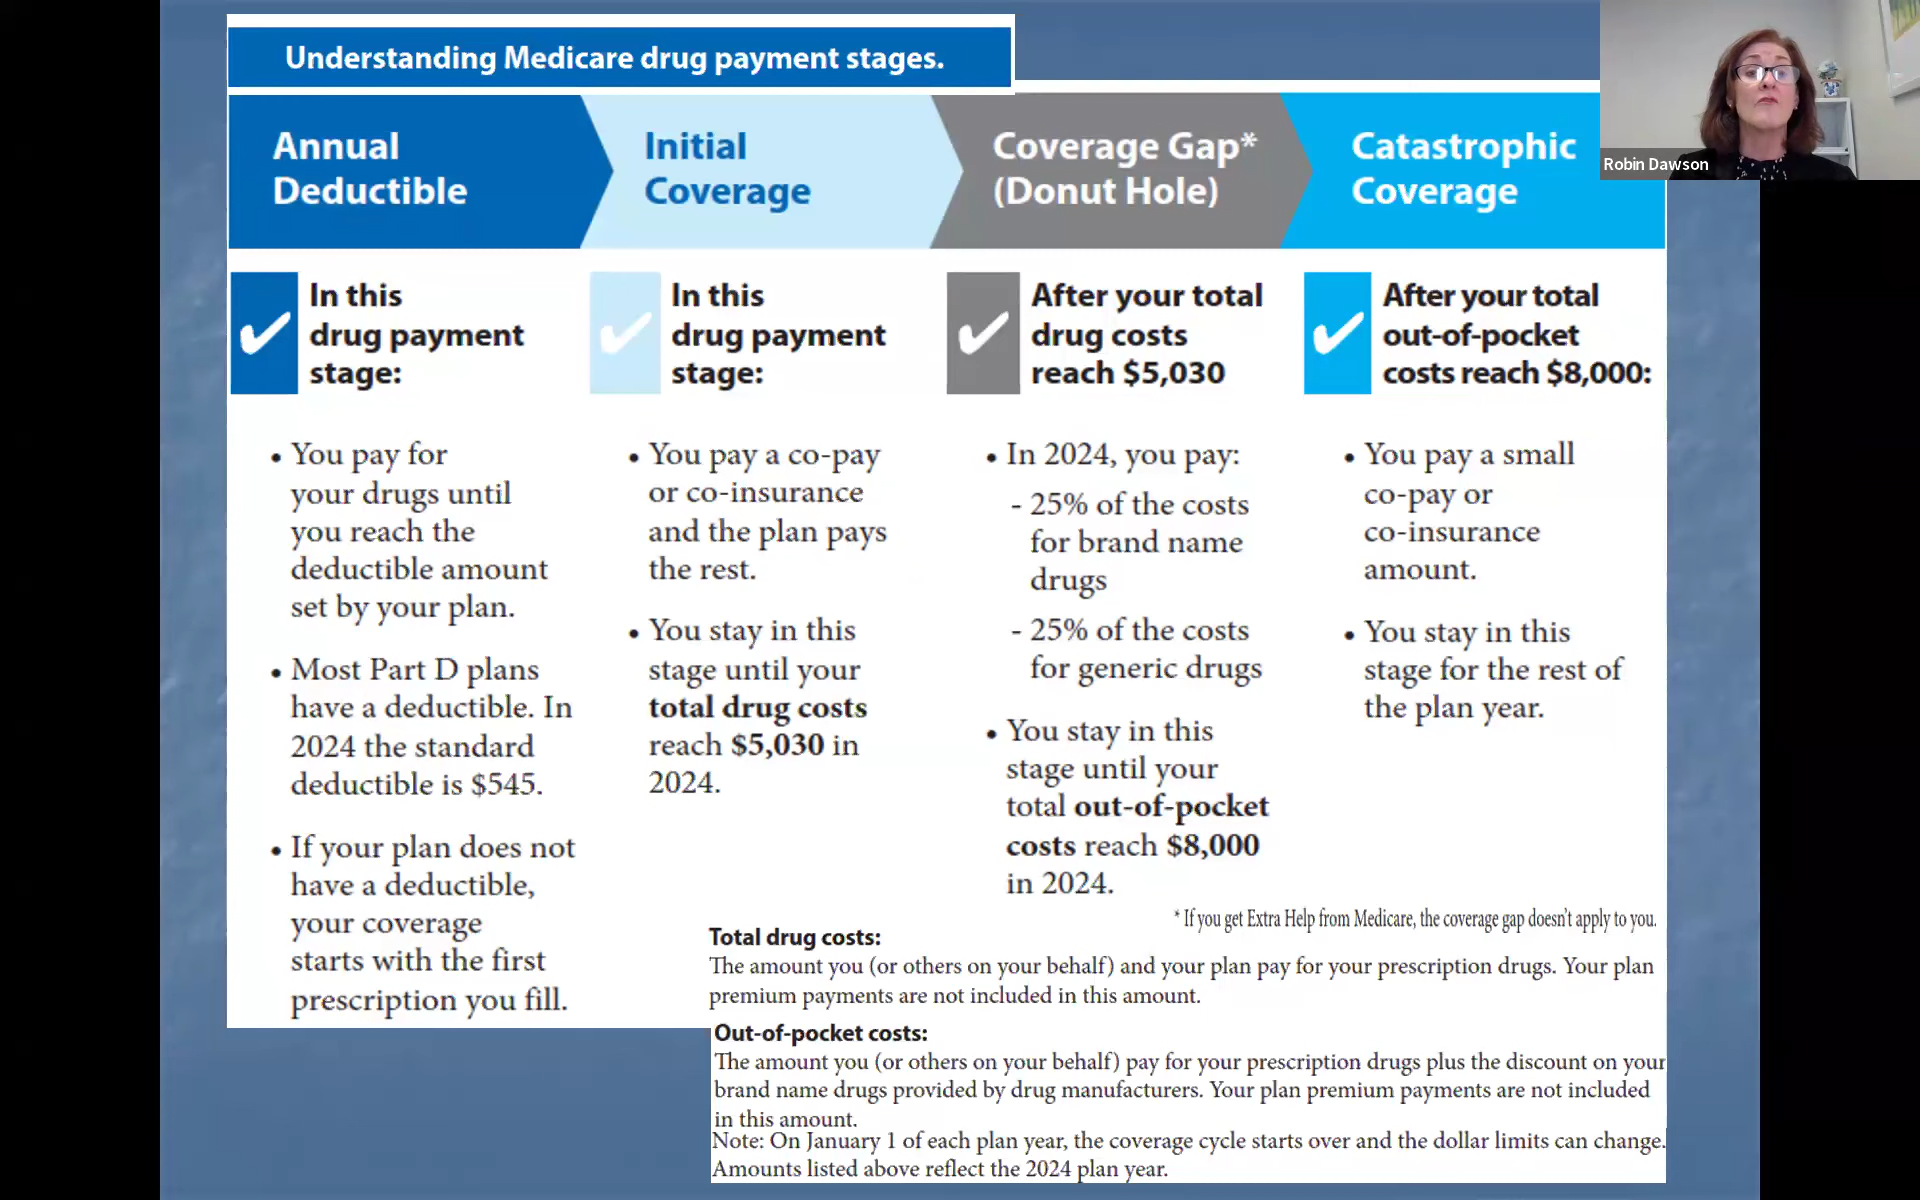 Understanding Medicare drug payment stages.
Robin Dawson
Annual
Deductible
In this
drug payment
stage:
• You pay for
your drugs until
you reach the
deductible amount
set by your plan.
• Most Part D plans
have a deductible. In
2024 the standard
deductible is $545.
• If your plan does not
have a deductible,
your coverage
starts with the first
prescription you fill.
Initial
Coverage
In this
drug payment
stage:
• You pay a co-pay
or co-insurance
and the plan pays
the rest.
• You stay in this
stage until your
total drug costs
reach $5,030 in
2024.
Coverage Gap*
(Donut Hole)
After your total
drug costs
reach $5,030
• In 2024, you pay:
- 25% of the costs
for brand name
drugs
- 25% of the costs
for generic drugs
• You stay in this
stage until your
total out-of-pocket
costs reach $8,000
in 2024.
Catastrophic
Coverage
After your total
out-of-pocket
costs reach $8,000:
• You pay a small
co-pay or
co-insurance
amount.
• You stay in this
stage for the rest of
the plan year.
* If you get Extra Help from Medicare, the coverage gap doesn't apply to you.
Total drug costs:
The amount you (or others on your behalf) and your plan pay for your prescription drugs. Your plan
premium payments are not included in this amount.
Out-of-pocket costs:
The amount you (or others on your behalf) pay for your prescription drugs plus the discount on your
brand name drugs provided by drug manufacturers. Your plan premium payments are not included
in this amount.
Note: On January 1 of each plan year, the coverage cycle starts over and the dollar limits can change.
Amounts listed above reflect the 2024 plan year.